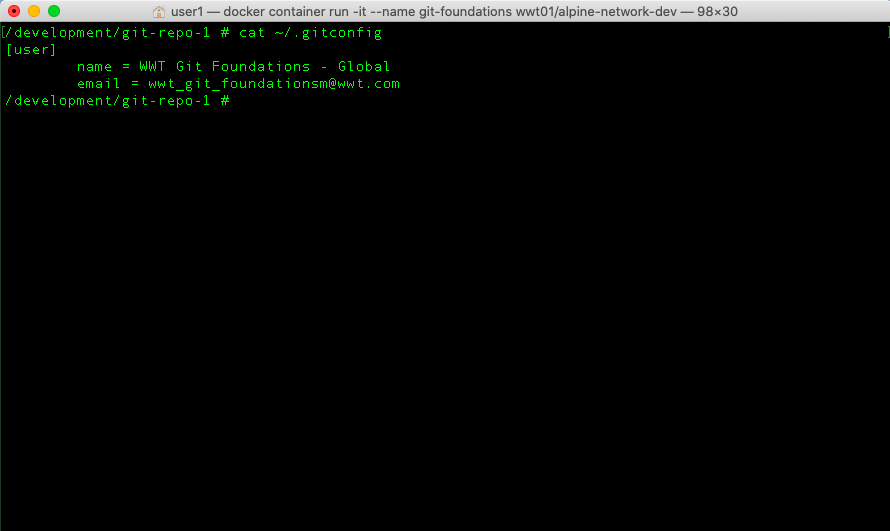 user1 — docker container run -it --name git-foundations wwt01/alpine-network-dev — 98×30
[/development/git-repo-1 # cat ~/.gitconfig ]
[user]
        name = WWT Git Foundations - Global
        email = wwt_git_foundationsm@wwt.com
/development/git-repo-1 #